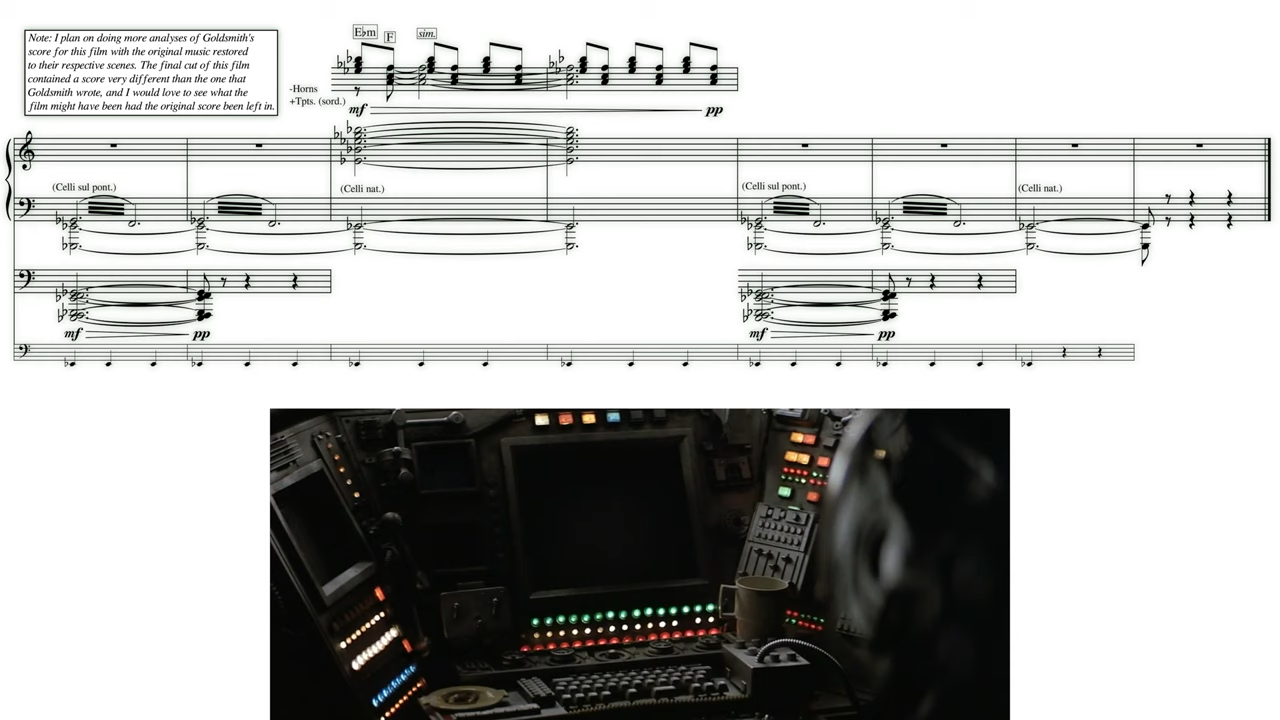 Note: I plan on doing more analyses of Goldsmith's
score for this film with the original music restored
to their respective scenes. The final cut of this film
contained a score very different than the one that
Goldsmith wrote, and I would love to see what the
film might have been had the original score been left in.
E♭m
F
sim.
-Horns
+Tpts. (sord.)
mf
pp
(Celli sul pont.)
(Celli nat.)
(Celli sul pont.)
(Celli nat.)
mf
pp
mf
pp